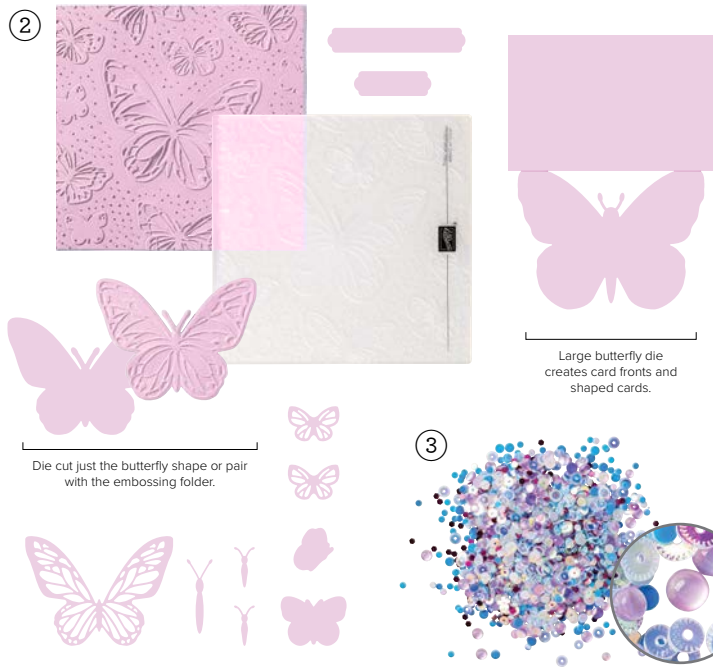 2
Large butterfly die
creates card fronts and
shaped cards.
Die cut just the butterfly shape or pair
with the embossing folder.
3